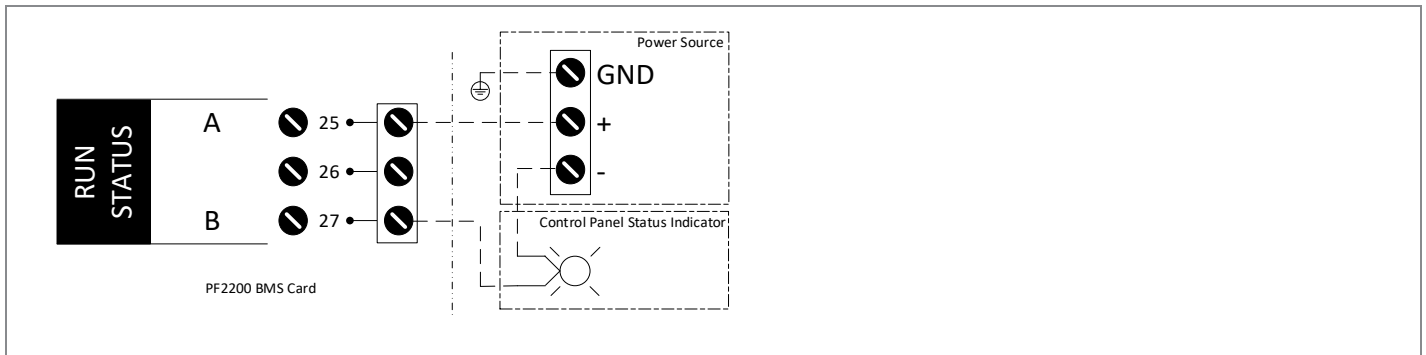 Power Source
GND
+
-
RUN
STATUS
A
B
25
26
27
Control Panel Status Indicator
PF2200 BMS Card